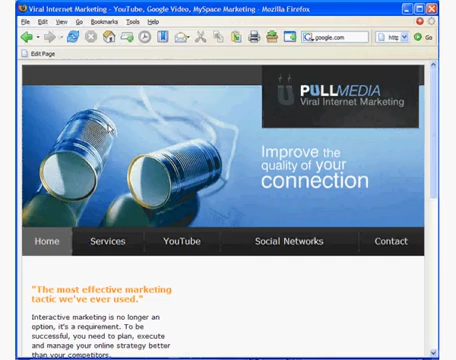 Viral Internet Marketing - YouTube, Google Video, MySpace Marketing - Mozilla Firefox
File Edit View Go Bookmarks Tools Help
google.com
http
Go
Edit Page
PULLMEDIA
Viral Internet Marketing
Improve the
quality of your
connection
Home Services YouTube Social Networks Contact
"The most effective marketing
tactic we've ever used."
Interactive marketing is no longer an
option, it's a requirement. To be
successful, you need to plan, execute
and manage your online strategy better
than your competitors.